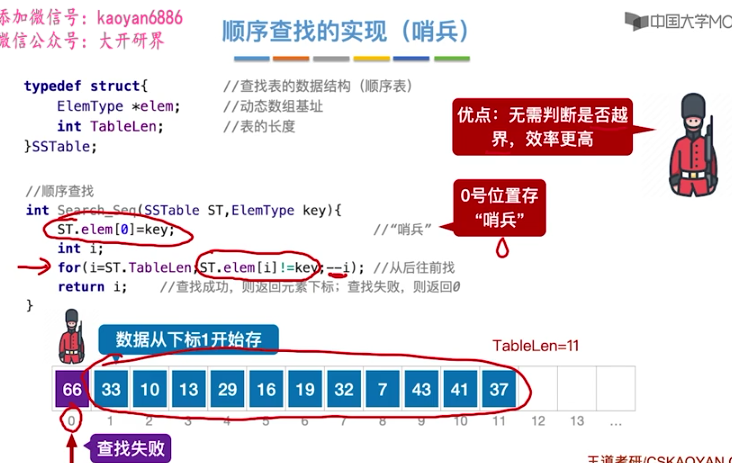 添加微信号：kaoyan6886
微信公众号：大开研界
顺序查找的实现（哨兵）
中国大学MO
typedef struct{ //查找表的数据结构（顺序表）
ElemType *elem; //动态数组基址
int TableLen; //表的长度
}SSTable;
优点：无需判断是否越
界，效率更高
//顺序查找
int Search_Seq(SSTable ST,ElemType key){
ST.elem[0]=key; //“哨兵”
int i;
for(i=ST.TableLen;ST.elem[i]!=key;--i); //从后往前找
return i; //查找成功，则返回元素下标；查找失败，则返回0
}
0号位置存
“哨兵”
数据从下标1开始存
TableLen=11
66 33 10 13 29 16 19 32 7 43 41 37
0 1 2 3 4 5 6 7 8 9 10 11 12 13 ...
查找失败
王道考研/CSKAOYAN.C